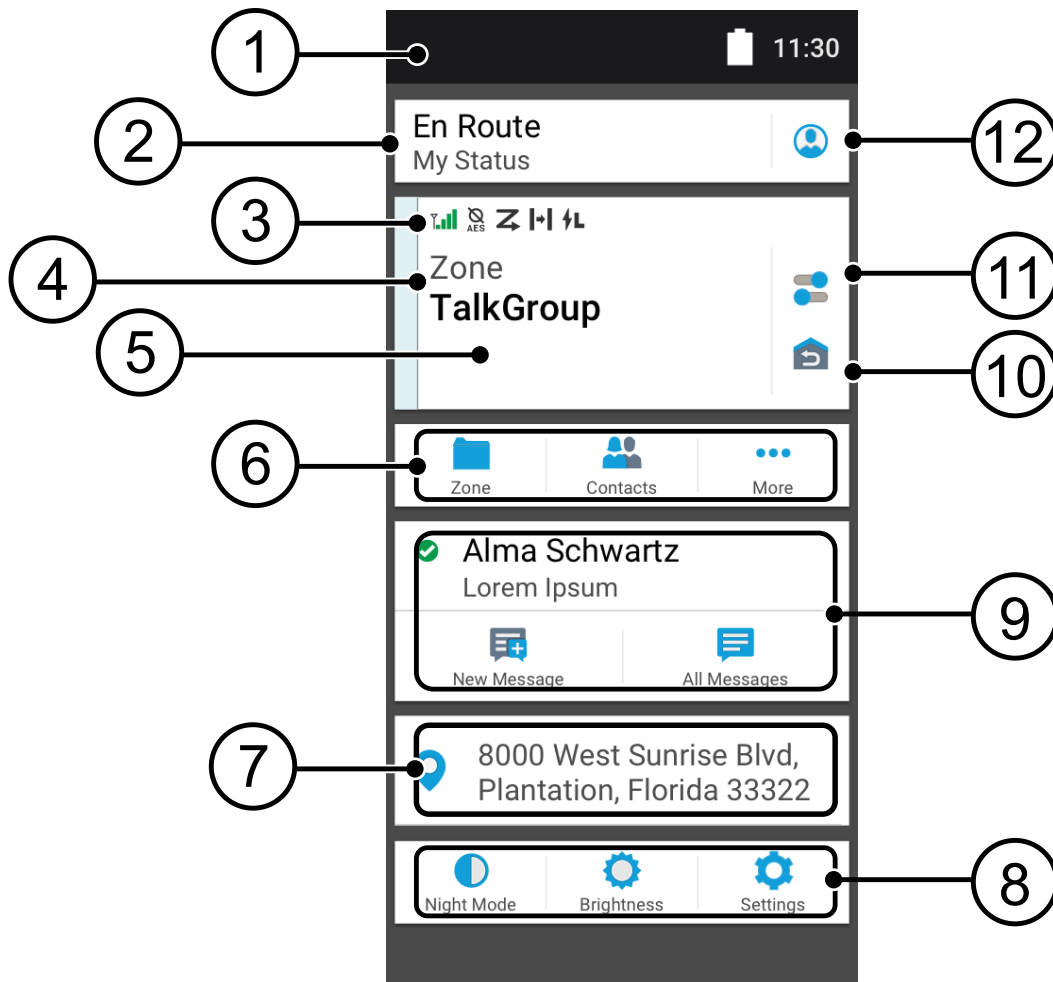 1
11:30
2
En Route
My Status
12
3
AES
L
4
Zone
TalkGroup
11
5
10
6
Zone Contacts More
Alma Schwartz
Lorem Ipsum
9
New Message All Messages
7
8000 West Sunrise Blvd,
Plantation, Florida 33322
8
Night Mode Brightness Settings